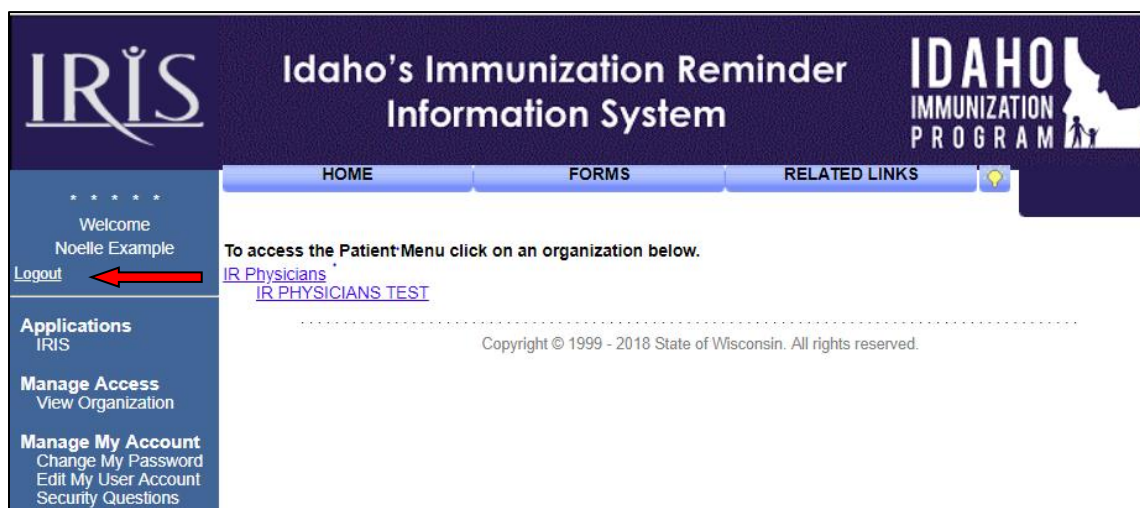 IRIS
Idaho's Immunization Reminder
Information System
IDAHO
IMMUNIZATION
PROGRAM
HOME
FORMS
RELATED LINKS
* * * * *
Welcome
Noelle Example
Logout
To access the Patient Menu click on an organization below.
IR Physicians
IR PHYSICIANS TEST
Copyright © 1999 - 2018 State of Wisconsin. All rights reserved.
Applications
IRIS
Manage Access
View Organization
Manage My Account
Change My Password
Edit My User Account
Security Questions